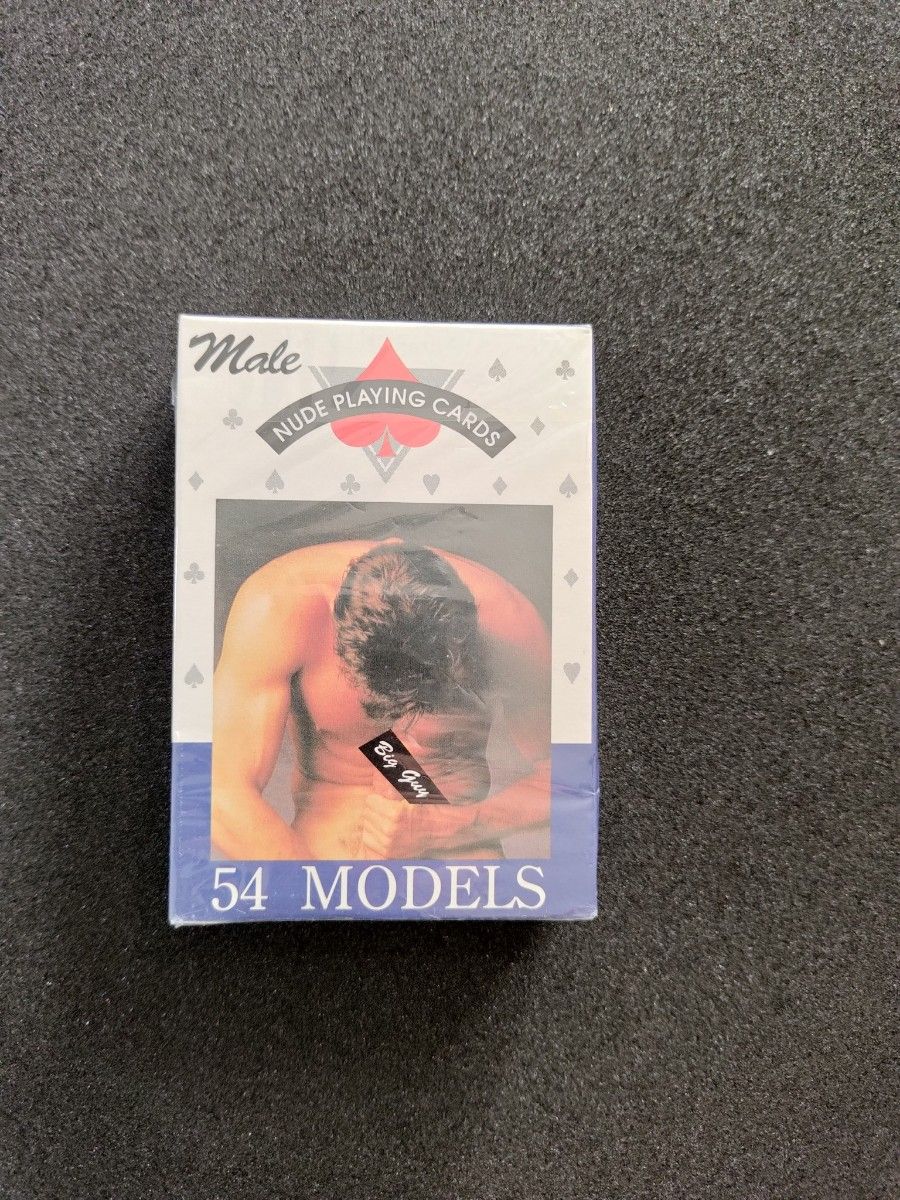 Male
NUDE PLAYING CARDS
Big Guy
54 MODELS